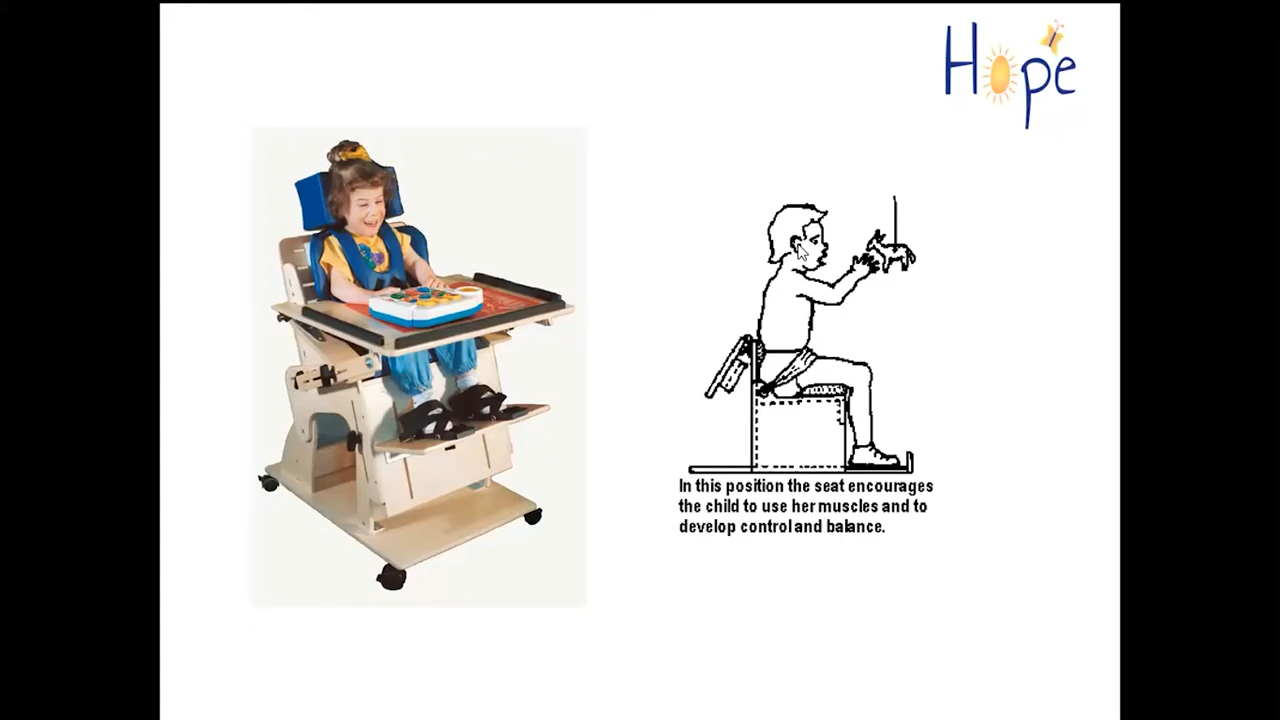 Hope
In this position the seat encourages
the child to use her muscles and to
develop control and balance.